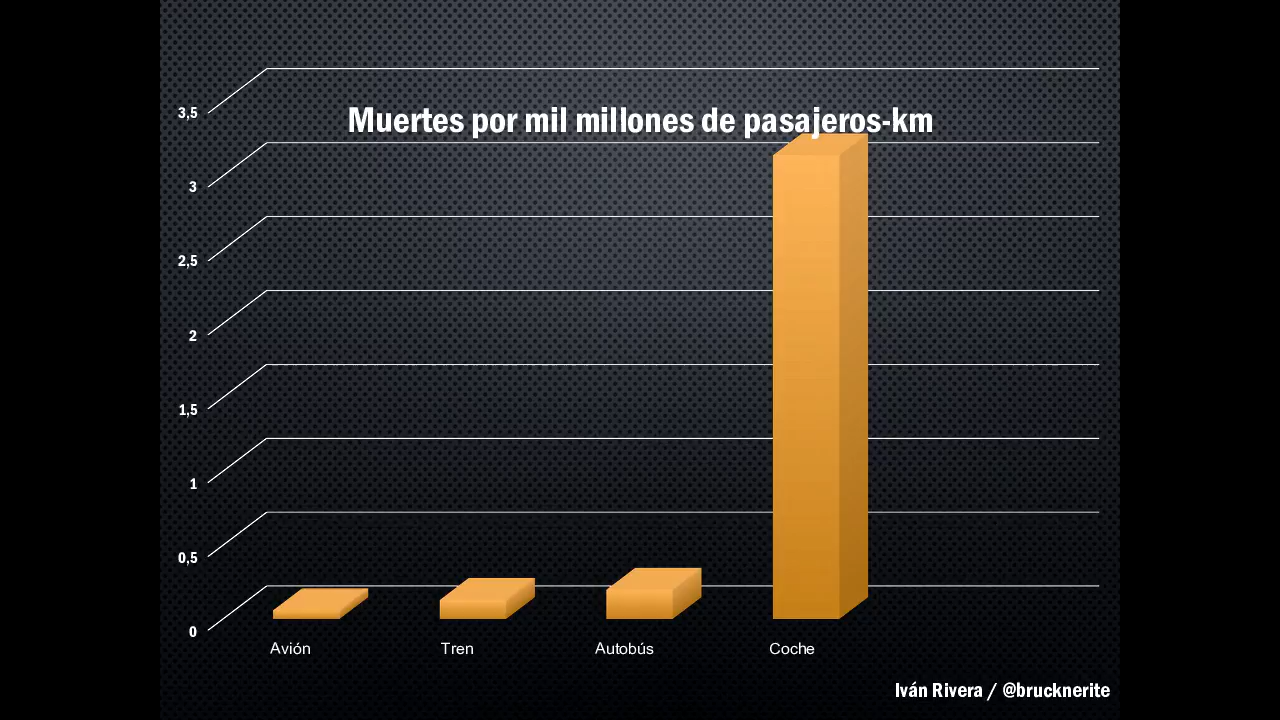 Muertes por mil millones de pasajeros-km
3,5
3
2,5
2
1,5
1
0,5
0
Avión Tren Autobús Coche
Iván Rivera / @brucknerite